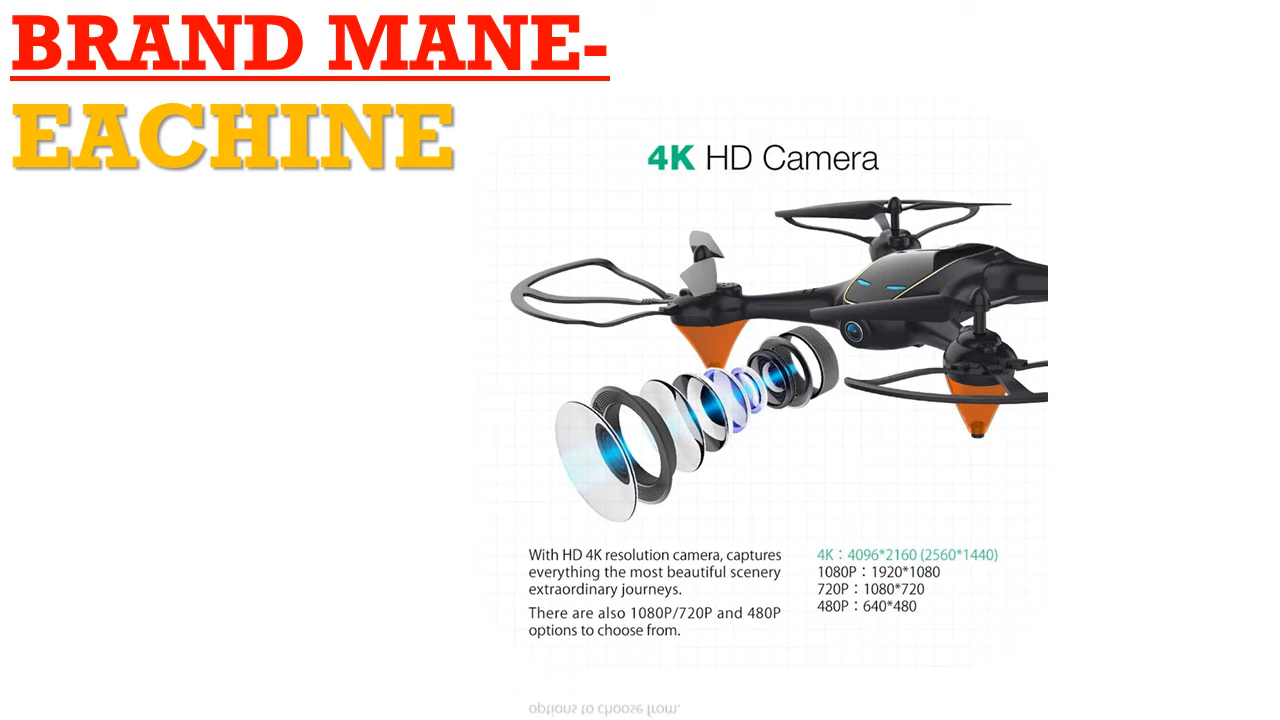 BRAND MANE-
EACHINE
4K HD Camera
With HD 4K resolution camera, captures
everything the most beautiful scenery
extraordinary journeys.
There are also 1080P/720P and 480P
options to choose from.
4K：4096*2160 (2560*1440)
1080P：1920*1080
720P：1080*720
480P：640*480
options to choose from.